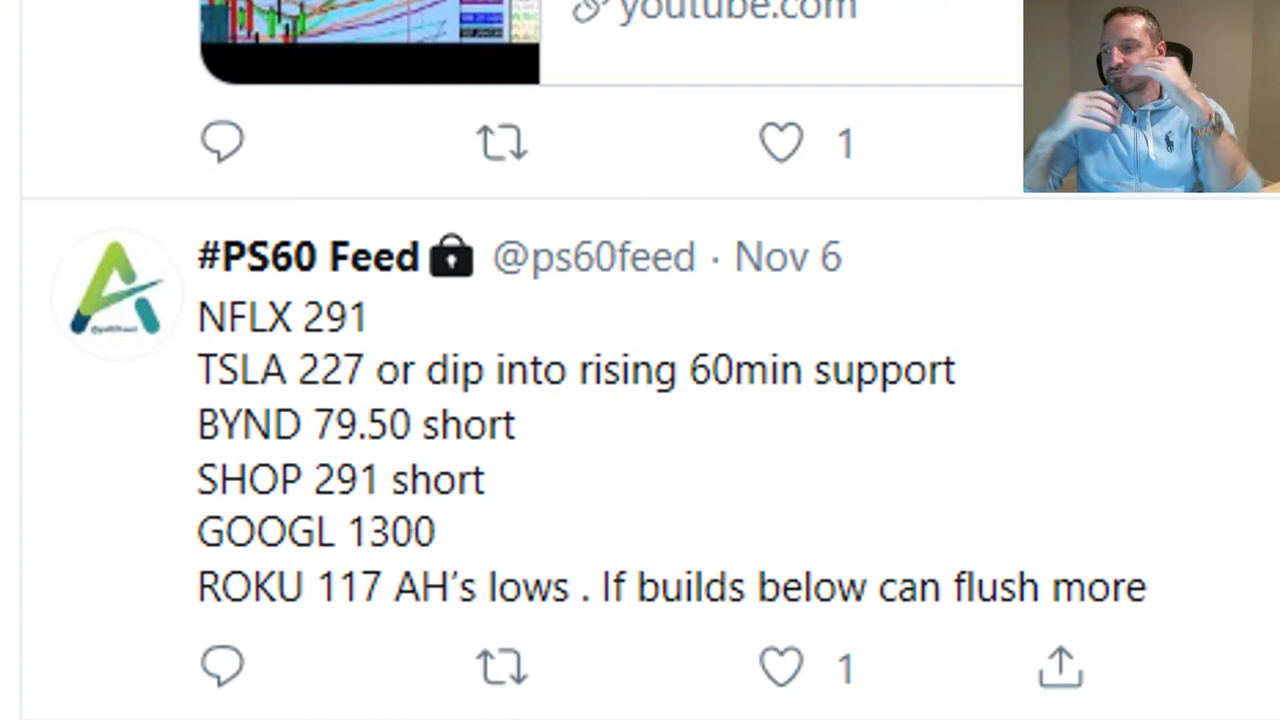 youtube.com
1
#PS60 Feed @ps60feed · Nov 6
NFLX 291
TSLA 227 or dip into rising 60min support
BYND 79.50 short
SHOP 291 short
GOOGL 1300
ROKU 117 AH's lows . If builds below can flush more
1